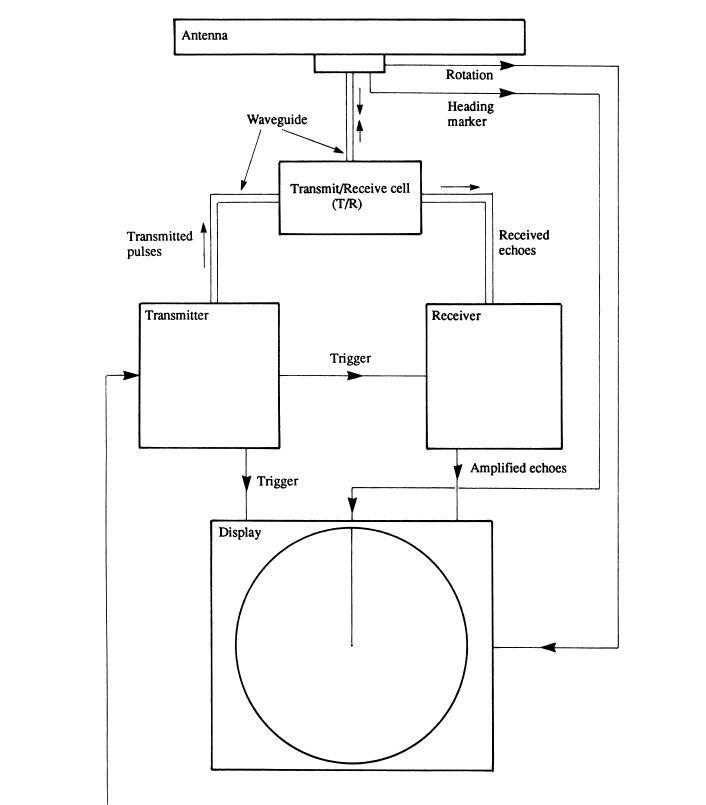 Antenna
Rotation
Heading
marker
Waveguide
Transmit/Receive cell
(T/R)
Transmitted
pulses
Received
echoes
Transmitter
Receiver
Trigger
Amplified echoes
Trigger
Display